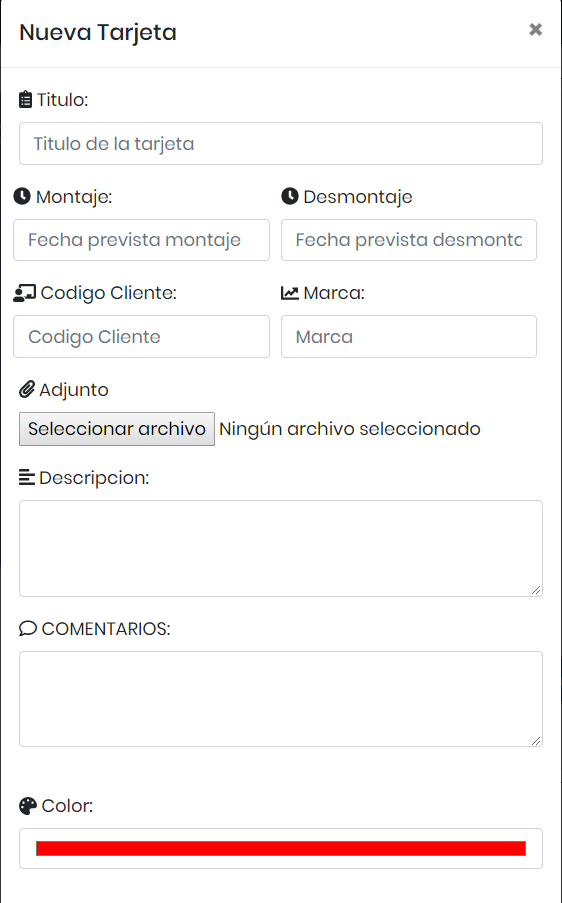 Nueva Tarjeta ×
Titulo:
Titulo de la tarjeta
Montaje: Desmontaje
Fecha prevista montaje Fecha prevista desmonta
Codigo Cliente: Marca:
Codigo Cliente Marca
Adjunto
Seleccionar archivo Ningún archivo seleccionado
Descripcion:
COMENTARIOS:
Color: